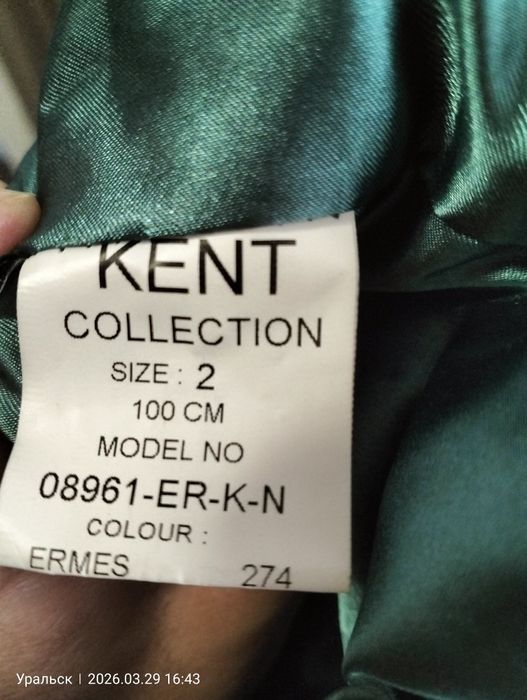 KENT
COLLECTION
SIZE : 2
100 CM
MODEL NO
08961-ER-K-N
COLOUR :
ERMES 274
Уральск | 2026.03.29 16:43